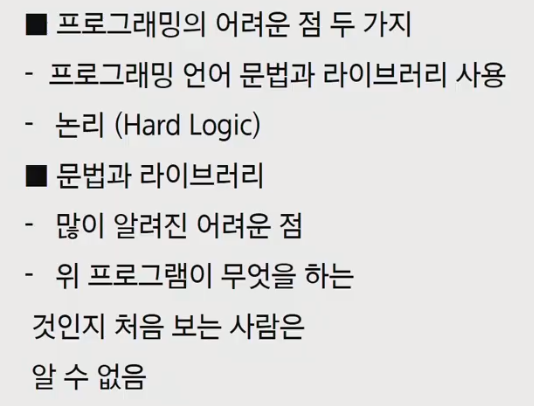 ■ 프로그래밍의 어려운 점 두 가지
- 프로그래밍 언어 문법과 라이브러리 사용
- 논리 (Hard Logic)
■ 문법과 라이브러리
- 많이 알려진 어려운 점
- 위 프로그램이 무엇을 하는
것인지 처음 보는 사람은
알 수 없음